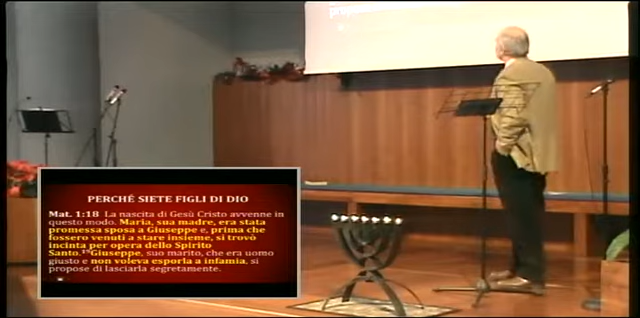 PERCHÉ SIETE FIGLI DI DIO
Mat. 1:18 La nascita di Gesù Cristo avvenne in
questo modo. Maria, sua madre, era stata
promessa sposa a Giuseppe e, prima che
fossero venuti a stare insieme, si trovò
incinta per opera dello Spirito
Santo. ¹⁹Giuseppe, suo marito, che era uomo
giusto e non voleva esporla a infamia, si
propose di lasciarla segretamente.